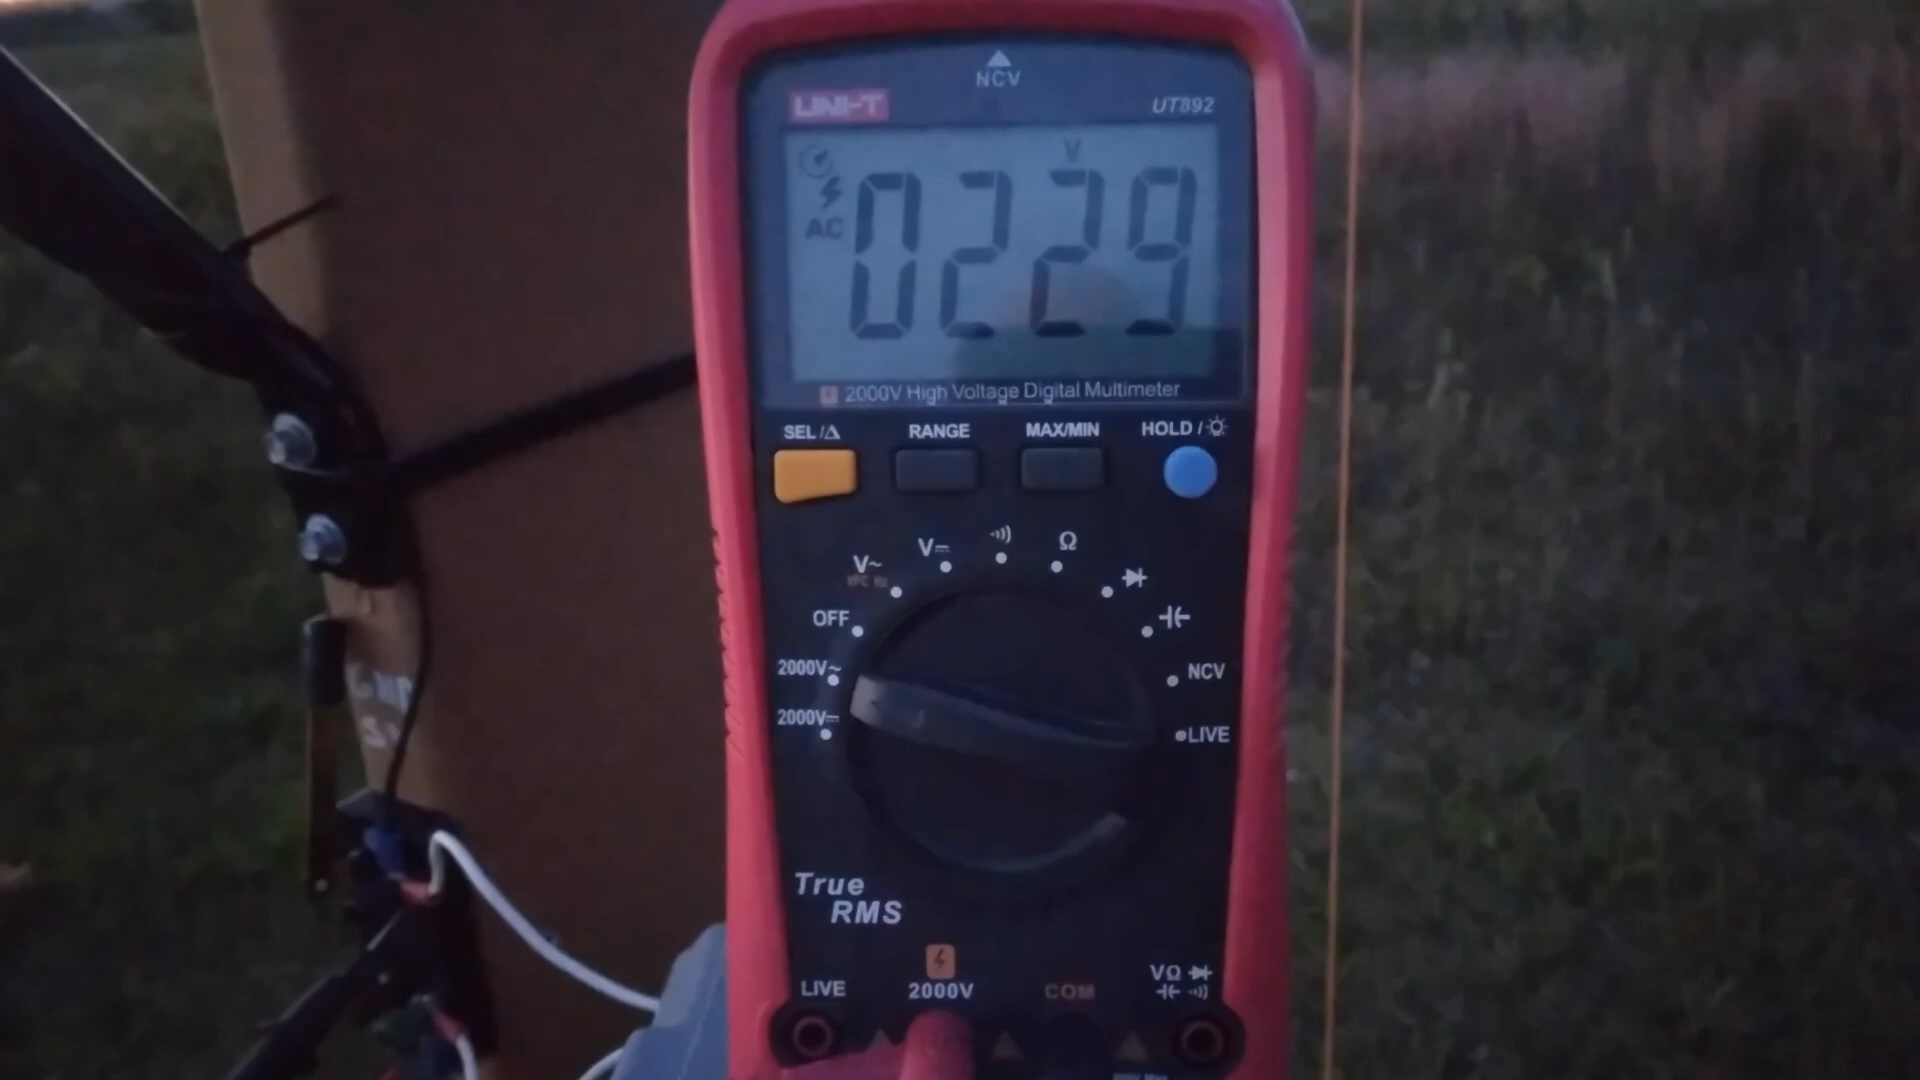 NCV
UNI-T UT892
V
AC 0229
2000V High Voltage Digital Multimeter
SEL/Δ RANGE MAX/MIN HOLD/
V~ V⎓ Ω
OFF
2000V~ NCV
2000V⎓ LIVE
True
RMS
LIVE 2000V COM VΩ